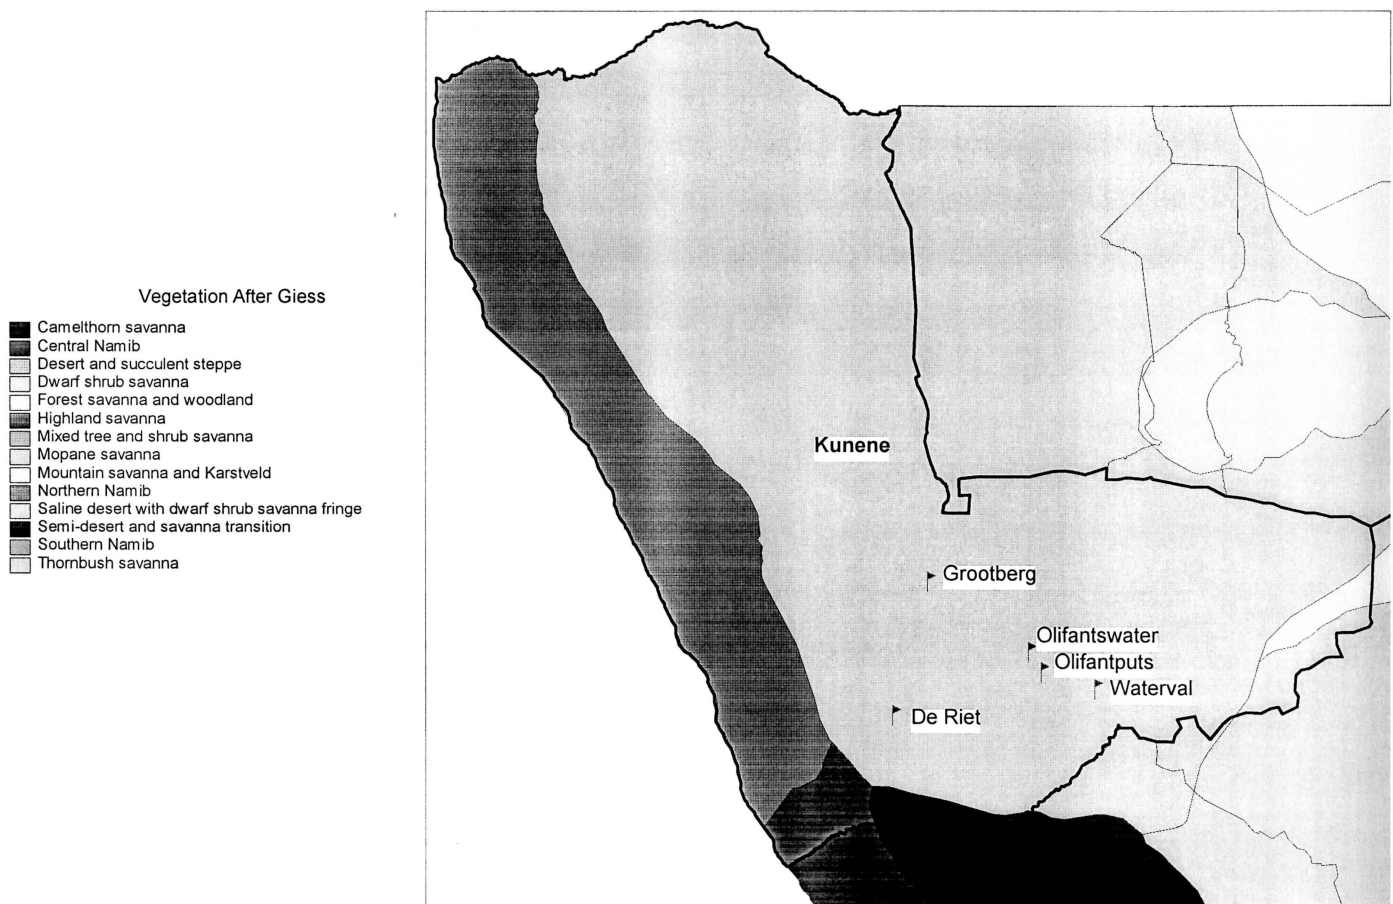 Vegetation After Giess
Camelthorn savanna
Central Namib
Desert and succulent steppe
Dwarf shrub savanna
Forest savanna and woodland
Highland savanna
Mixed tree and shrub savanna
Mopane savanna
Mountain savanna and Karstveld
Northern Namib
Saline desert with dwarf shrub savanna fringe
Semi-desert and savanna transition
Southern Namib
Thornbush savanna
Kunene
Grootberg
Olifantswater
Olifantputs
Waterval
De Riet